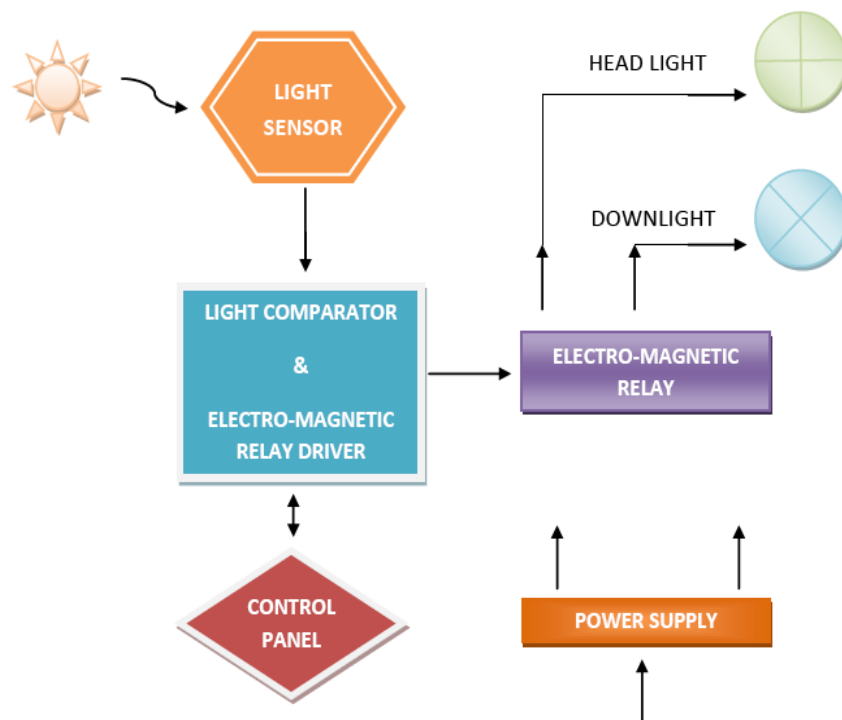 LIGHT
SENSOR
HEAD LIGHT
DOWNLIGHT
LIGHT COMPARATOR
&
ELECTRO-MAGNETIC
RELAY DRIVER
ELECTRO-MAGNETIC
RELAY
CONTROL
PANEL
POWER SUPPLY